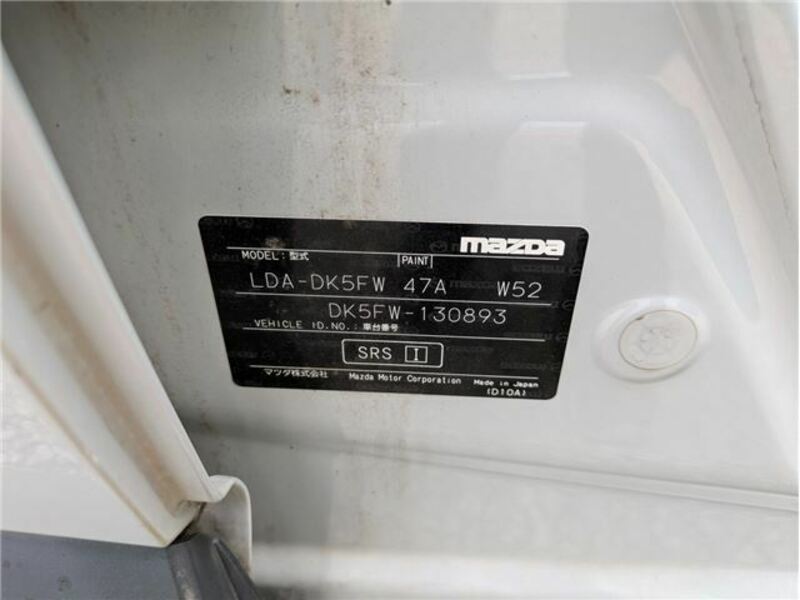 mazDa
MODEL : 型式 PAINT
LDA-DK5FW 47A W52
DK5FW-130893
VEHICLE ID.NO.: 車台番号
SRS I
マツダ株式会社 Mazda Motor Corporation Made in Japan
(D10A)